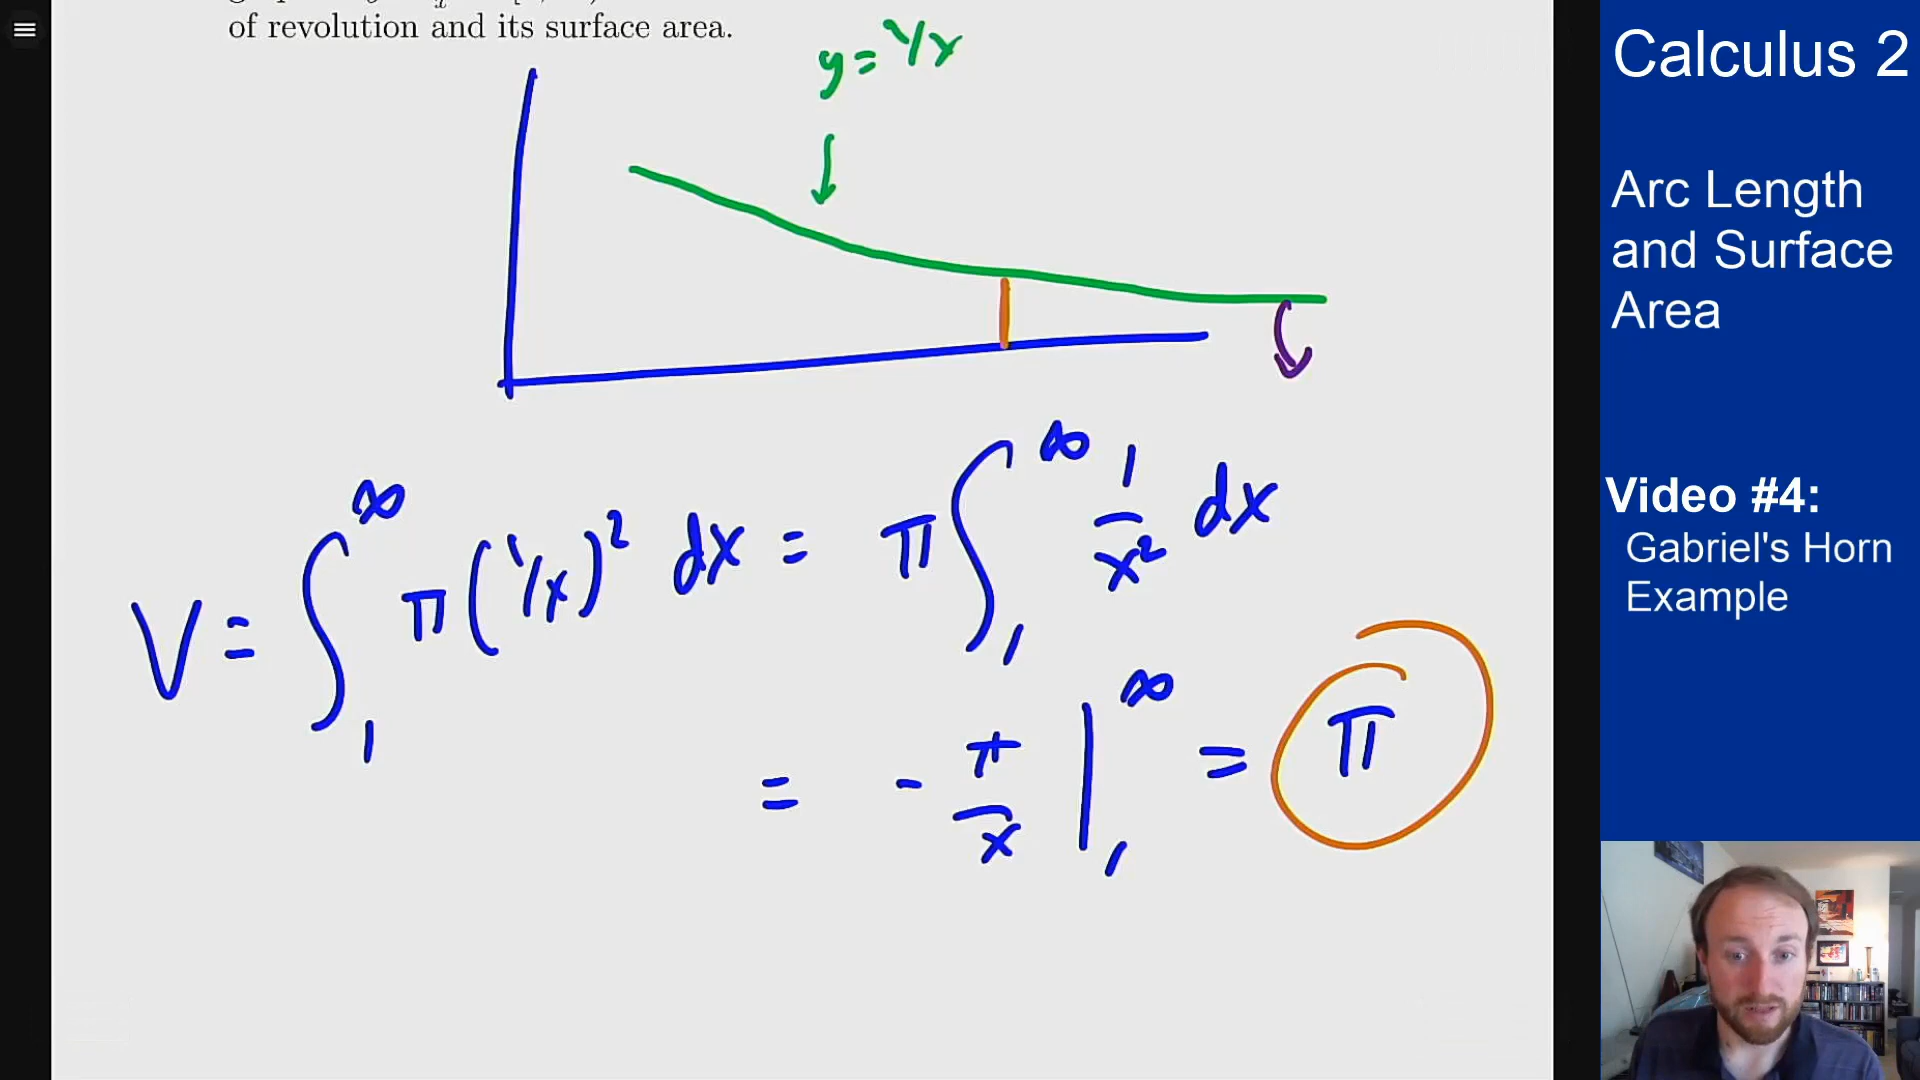 of revolution and its surface area.
y = 1/x
V = ∫₁^∞ π(1/x)² dx = π ∫₁^∞ 1/x² dx
= - π/x |₁^∞ = π
Calculus 2
Arc Length
and Surface
Area
Video #4:
Gabriel's Horn
Example